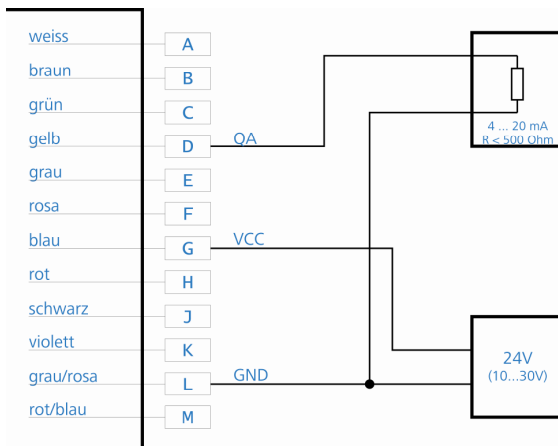 weiss A
braun B
grün C
gelb D QA
grau E
rosa F
blau G VCC
rot H
schwarz J
violett K
grau/rosa L GND
rot/blau M
4 ... 20 mA
R < 500 Ohm
24V
(10...30V)